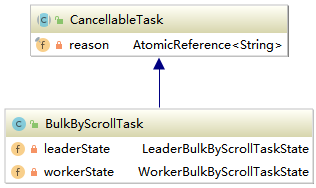 CancellableTask
reason AtomicReference<String>
BulkByScrollTask
leaderState LeaderBulkByScrollTaskState
workerState WorkerBulkByScrollTaskState